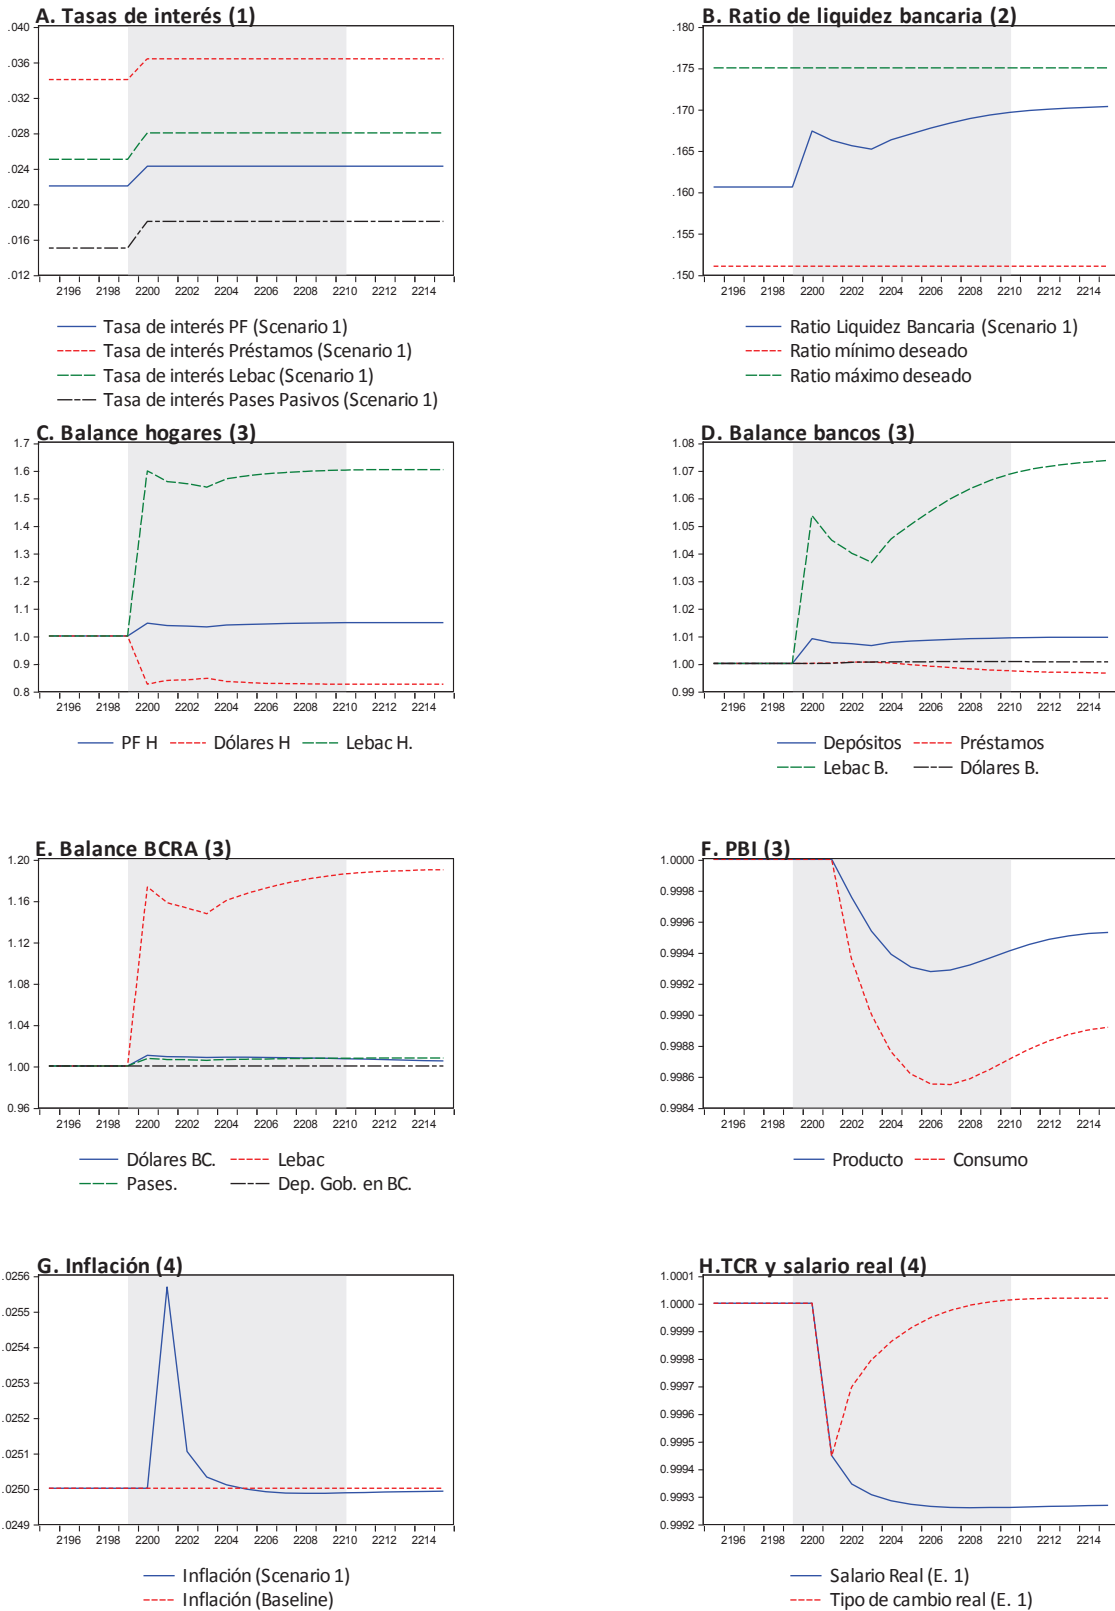 A. Tasas de interés (1)
.040
.036
.032
.028
.024
.020
.016
.012
2196 2198 2200 2202 2204 2206 2208 2210 2212 2214
Tasa de interés PF (Scenario 1)
Tasa de interés Préstamos (Scenario 1)
Tasa de interés Lebac (Scenario 1)
Tasa de interés Pases Pasivos (Scenario 1)
B. Ratio de liquidez bancaria (2)
.180
.175
.170
.165
.160
.155
.150
2196 2198 2200 2202 2204 2206 2208 2210 2212 2214
Ratio Liquidez Bancaria (Scenario 1)
Ratio mínimo deseado
Ratio máximo deseado
C. Balance hogares (3)
1.7
1.6
1.5
1.4
1.3
1.2
1.1
1.0
0.9
0.8
2196 2198 2200 2202 2204 2206 2208 2210 2212 2214
PF H Dólares H Lebac H.
D. Balance bancos (3)
1.08
1.07
1.06
1.05
1.04
1.03
1.02
1.01
1.00
0.99
2196 2198 2200 2202 2204 2206 2208 2210 2212 2214
Depósitos Préstamos
Lebac B. Dólares B.
E. Balance BCRA (3)
1.20
1.16
1.12
1.08
1.04
1.00
0.96
2196 2198 2200 2202 2204 2206 2208 2210 2212 2214
Dólares BC. Lebac
Pases. Dep. Gob. en BC.
F. PBI (3)
1.0000
0.9998
0.9996
0.9994
0.9992
0.9990
0.9988
0.9986
0.9984
2196 2198 2200 2202 2204 2206 2208 2210 2212 2214
Producto Consumo
G. Inflación (4)
.0256
.0255
.0254
.0253
.0252
.0251
.0250
.0249
2196 2198 2200 2202 2204 2206 2208 2210 2212 2214
Inflación (Scenario 1)
Inflación (Baseline)
H.TCR y salario real (4)
1.0001
1.0000
0.9999
0.9998
0.9997
0.9996
0.9995
0.9994
0.9993
0.9992
2196 2198 2200 2202 2204 2206 2208 2210 2212 2214
Salario Real (E. 1)
Tipo de cambio real (E. 1)